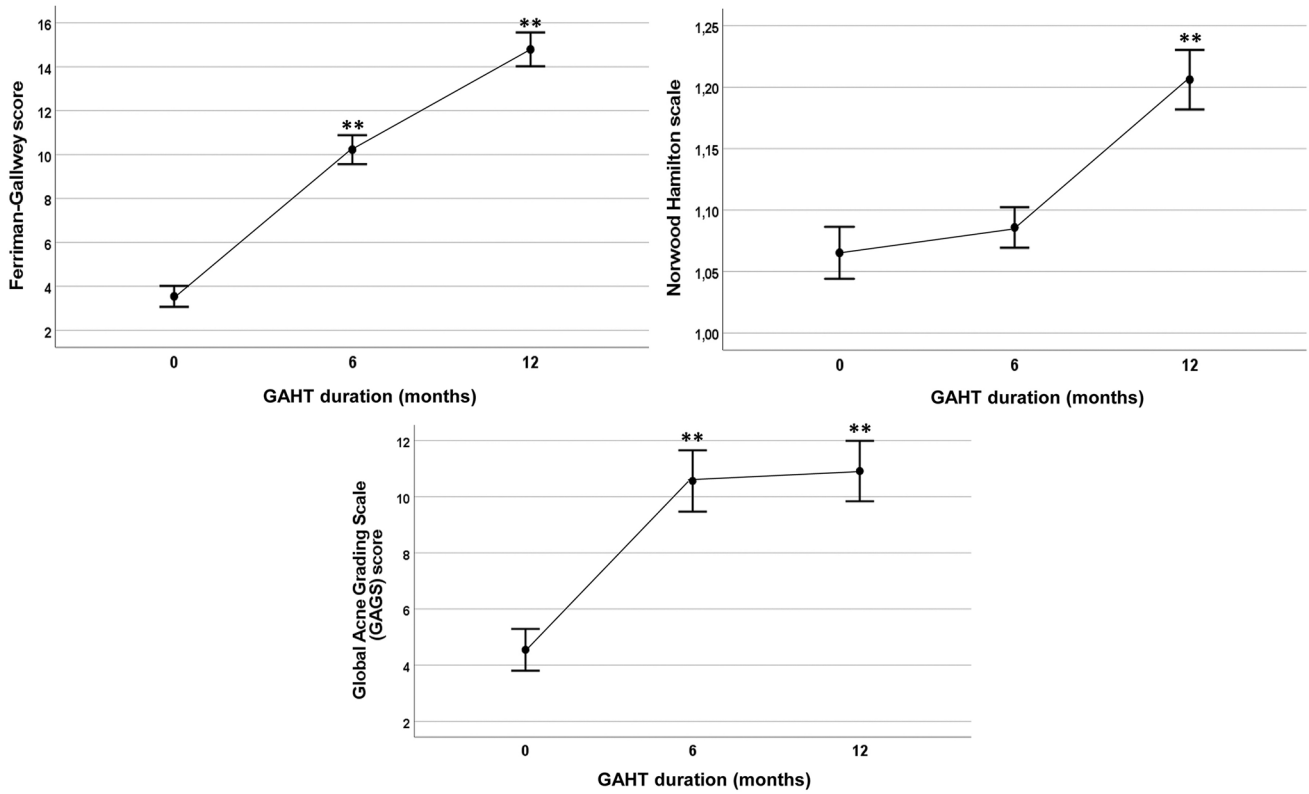 Ferriman-Gallwey score
16
14
12
10
8
6
4
2
**
**
0 6 12
GAHT duration (months)
Norwood Hamilton scale
1,25
1,20
1,15
1,10
1,05
1,00
**
0 6 12
GAHT duration (months)
Global Acne Grading Scale
(GAGS) score
12
10
8
6
4
2
** **
0 6 12
GAHT duration (months)